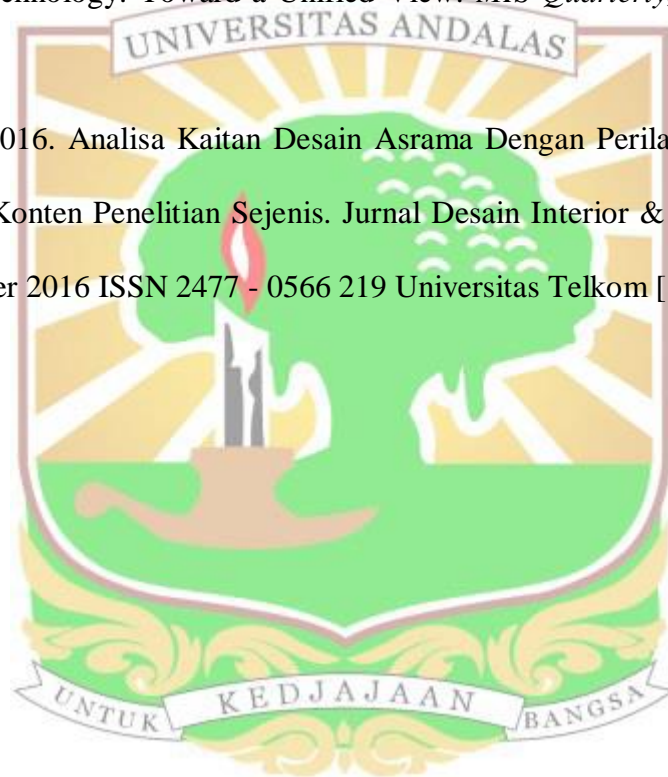 chnology: Toward a Unified View. MIS Quarterly,
UNIVERSITAS ANDALAS
016. Analisa Kaitan Desain Asrama Dengan Perila
Konten Penelitian Sejenis. Jurnal Desain Interior &
er 2016 ISSN 2477 - 0566 219 Universitas Telkom [
UNTUK KEDJAJAAN BANGSA